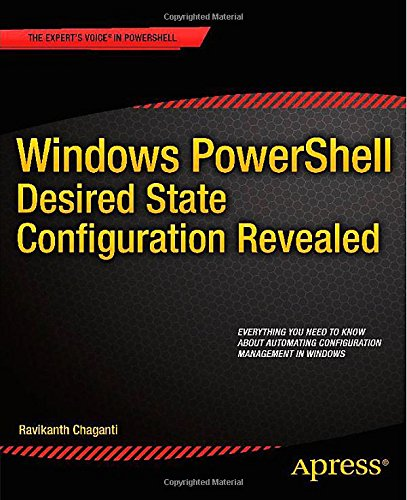 Copyrighted Material
THE EXPERT'S VOICE® IN POWERSHELL
Windows PowerShell
Desired State
Configuration Revealed
EVERYTHING YOU NEED TO KNOW
ABOUT AUTOMATING CONFIGURATION
MANAGEMENT IN WINDOWS
Ravikanth Chaganti
Apress®
Copyrighted Material